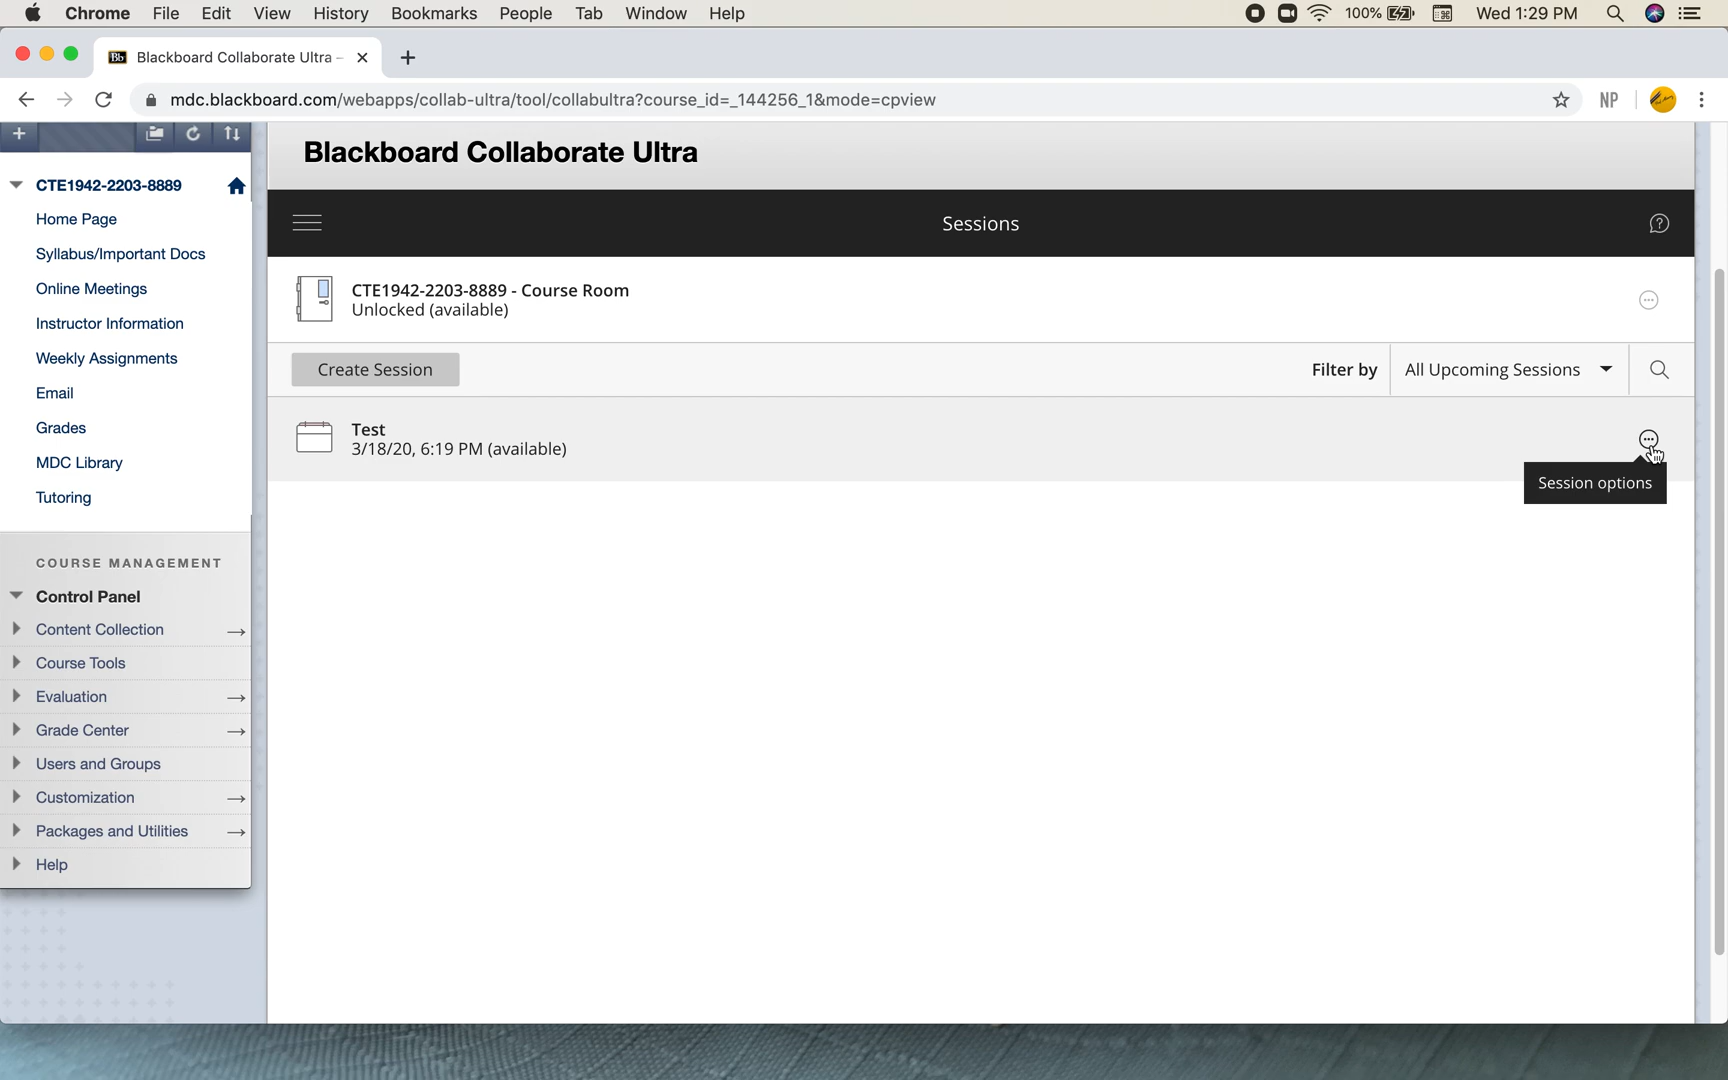 Chrome File Edit View History Bookmarks People Tab Window Help 100% Wed 1:29 PM
Bb Blackboard Collaborate Ultra –
mdc.blackboard.com/webapps/collab-ultra/tool/collabultra?course_id=_144256_1&mode=cpview NP
Blackboard Collaborate Ultra
CTE1942-2203-8889
Home Page
Syllabus/Important Docs
Online Meetings
Instructor Information
Weekly Assignments
Email
Grades
MDC Library
Tutoring
COURSE MANAGEMENT
Control Panel
Content Collection
Course Tools
Evaluation
Grade Center
Users and Groups
Customization
Packages and Utilities
Help
Sessions
CTE1942-2203-8889 - Course Room
Unlocked (available)
Create Session Filter by All Upcoming Sessions
Test
3/18/20, 6:19 PM (available)
Session options